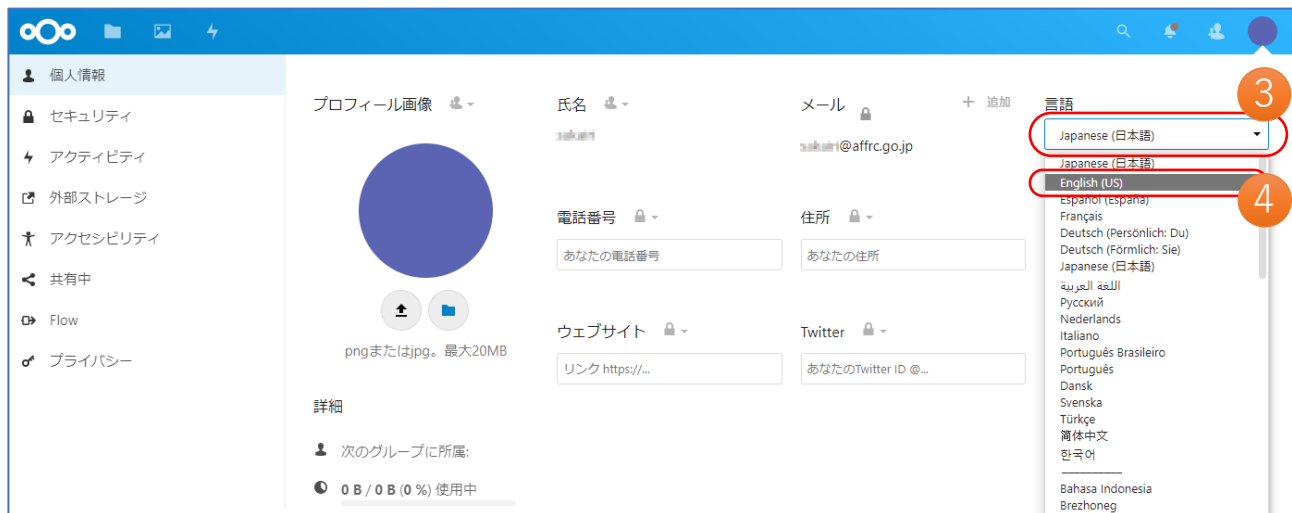 個人情報
セキュリティ
アクティビティ
外部ストレージ
アクセシビリティ
共有中
Flow
プライバシー
プロフィール画像
pngまたはjpg。最大20MB
詳細
次のグループに所属:
0 B / 0 B (0 %) 使用中
氏名
メール
追加
@affrc.go.jp
電話番号
あなたの電話番号
住所
あなたの住所
ウェブサイト
リンク https://...
Twitter
あなたのTwitter ID @...
言語
3
Japanese (日本語)
Japanese (日本語)
English (US)
4
Español (España)
Français
Deutsch (Persönlich: Du)
Deutsch (Förmlich: Sie)
Japanese (日本語)
اللغة العربية
Русский
Nederlands
Italiano
Português Brasileiro
Português
Dansk
Svenska
Türkçe
简体中文
한국어
──────────
Bahasa Indonesia
Brezhoneg